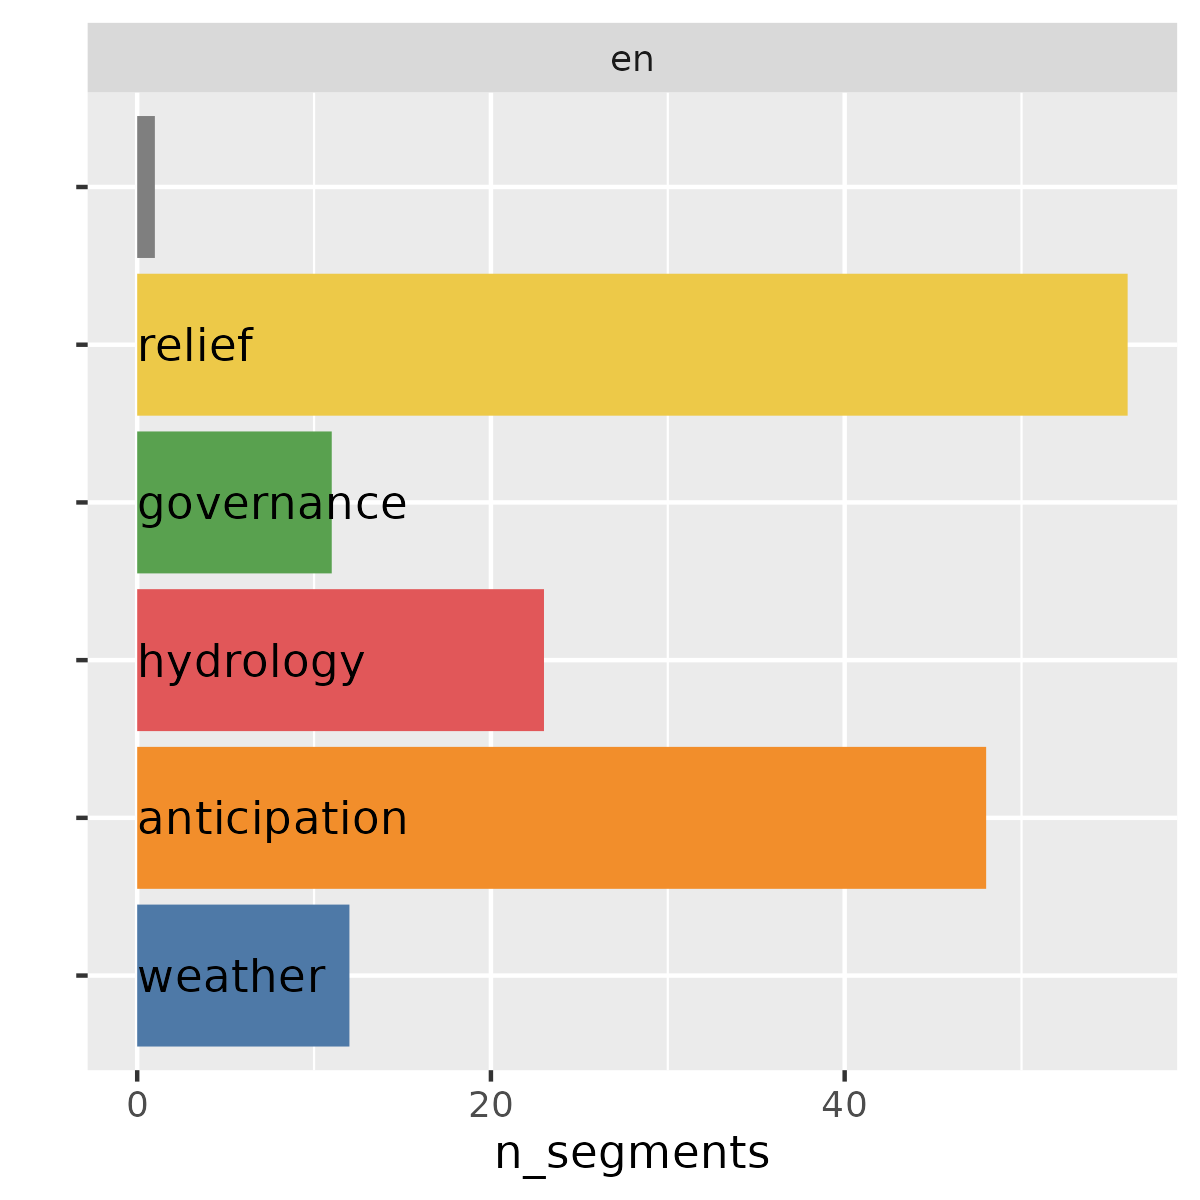 en
relief
governance
hydrology
anticipation
weather
0 20 40
n_segments